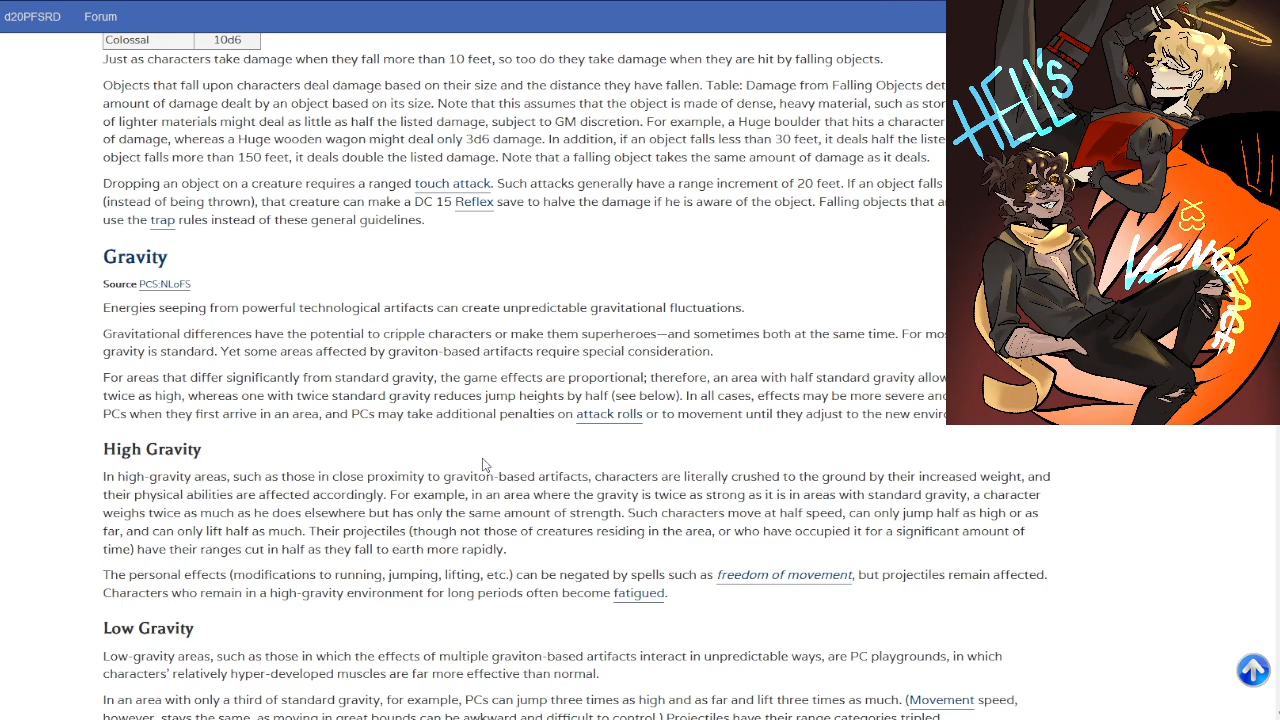 d20PFSRD Forum
Colossal 10d6
Just as characters take damage when they fall more than 10 feet, so to do they take damage when they are hit by falling objects.
Objects that fall upon characters deal damage based on their size and the distance they have fallen. Table: Damage from Falling Objects det
amount of damage dealt by an object based on its size. Note that this assumes that the object is made of dense, heavy material, such as stor
of lighter materials might deal as little as half the listed damage, subject to GM discretion. For example, a Huge boulder that hits a character
of damage, whereas a Huge wooden wagon might deal only 3d6 damage. In addition, if an object falls less than 30 feet, it deals half the liste
object falls more than 150 feet, it deals double the listed damage. Note that a falling object takes the same amount of damage as it deals.
Dropping an object on a creature requires a ranged touch attack. Such attacks generally have a range increment of 20 feet. If an object falls
(instead of being thrown), that creature can make a DC 15 Reflex save to halve the damage if he is aware of the object. Falling objects that a
use the trap rules instead of these general guidelines.
Gravity
Source PCS:NLoFS
Energies seeping from powerful technological artifacts can create unpredictable gravitational fluctuations.
Gravitational differences have the potential to cripple characters or make them superheroes—and sometimes both at the same time. For mos
gravity is standard. Yet some areas affected by graviton-based artifacts require special consideration.
For areas that differ significantly from standard gravity, the game effects are proportional; therefore, an area with half standard gravity allow
twice as high, whereas one with twice standard gravity reduces jump heights by half (see below). In all cases, effects may be more severe and
PCs when they first arrive in an area, and PCs may take additional penalties on attack rolls or to movement until they adjust to the new enviro
High Gravity
In high-gravity areas, such as those in close proximity to graviton-based artifacts, characters are literally crushed to the ground by their increased weight, and
their physical abilities are affected accordingly. For example, in an area where the gravity is twice as strong as it is in areas with standard gravity, a character
weighs twice as much as he does elsewhere but has only the same amount of strength. Such characters move at half speed, can only jump half as high or as
far, and can only lift half as much. Their projectiles (though not those of creatures residing in the area, or who have occupied it for a significant amount of
time) have their ranges cut in half as they fall to earth more rapidly.
The personal effects (modifications to running, jumping, lifting, etc.) can be negated by spells such as freedom of movement, but projectiles remain affected.
Characters who remain in a high-gravity environment for long periods often become fatigued.
Low Gravity
Low-gravity areas, such as those in which the effects of multiple graviton-based artifacts interact in unpredictable ways, are PC playgrounds, in which
characters' relatively hyper-developed muscles are far more effective than normal.
In an area with only a third of standard gravity, for example, PCs can jump three times as high and as far and lift three times as much. (Movement speed,
however, stays the same, as moving in great bounds can be awkward and difficult to control.) Projectiles have their range categories tripled.
HELL'S
VENGEACE